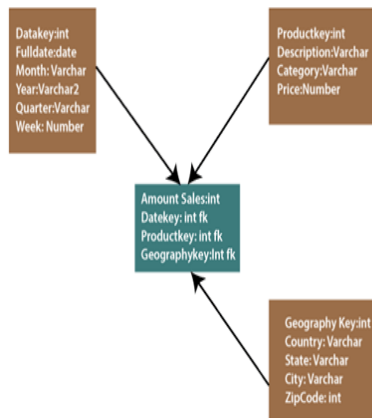 Datakey:int
Fulldate:date
Month: Varchar
Year:Varchar2
Quarter:Varchar
Week: Number
Productkey:int
Description:Varchar
Category:Varchar
Price:Number
Amount Sales:int
Datekey: int fk
Productkey: int fk
Geographykey:Int fk
Geography Key:int
Country: Varchar
State: Varchar
City: Varchar
ZipCode: int